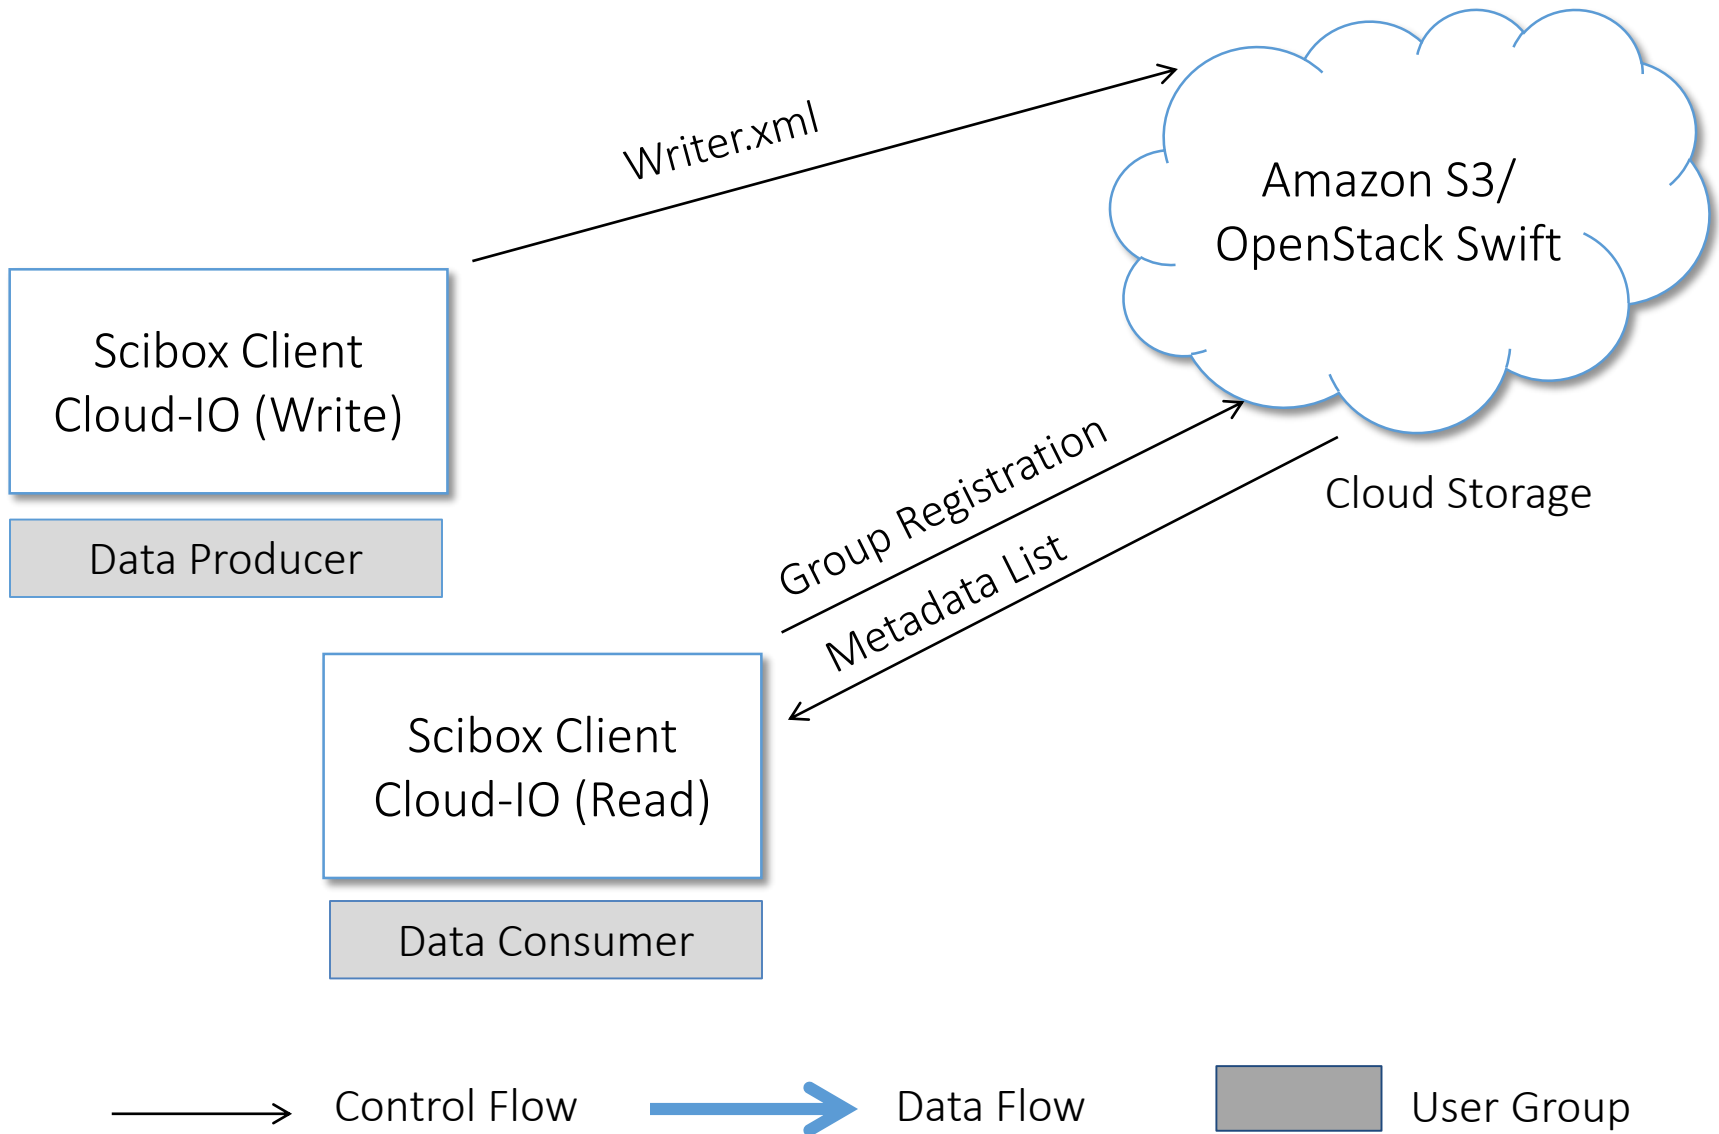 Writer.xml
Amazon S3/
OpenStack Swift
Scibox Client
Cloud-IO (Write)
Data Producer
Group Registration
Metadata List
Cloud Storage
Scibox Client
Cloud-IO (Read)
Data Consumer
Control Flow
Data Flow
User Group